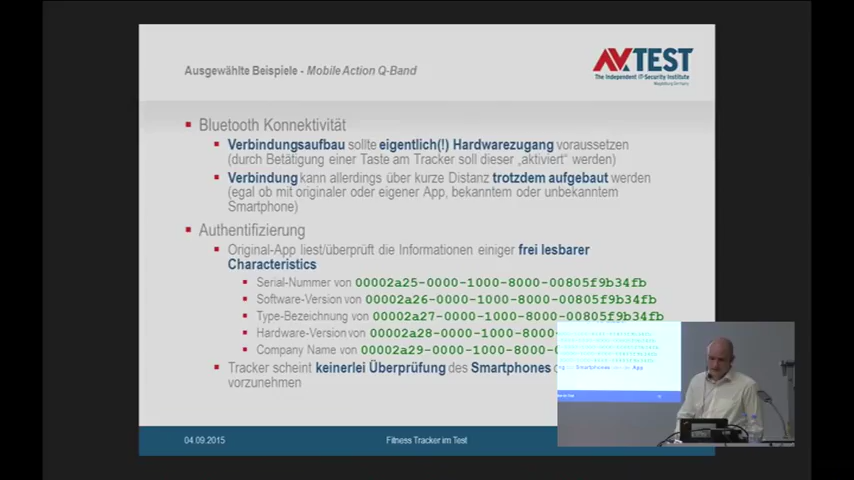 Ausgewählte Beispiele - Mobile Action Q-Band
AV TEST
The Independent IT-Security Institute
Magdeburg Germany
Bluetooth Konnektivität
Verbindungsaufbau sollte eigentlich(!) Hardwarezugang voraussetzen
(durch Betätigung einer Taste am Tracker soll dieser „aktiviert“ werden)
Verbindung kann allerdings über kurze Distanz trotzdem aufgebaut werden
(egal ob mit originaler oder eigener App, bekanntem oder unbekanntem
Smartphone)
Authentifizierung
Original-App liest/überprüft die Informationen einiger frei lesbarer
Characteristics
Serial-Nummer von 00002a25-0000-1000-8000-00805f9b34fb
Software-Version von 00002a26-0000-1000-8000-00805f9b34fb
Type-Bezeichnung von 00002a27-0000-1000-8000-00805f9b34fb
Hardware-Version von 00002a28-0000-1000-8000-
Company Name von 00002a29-0000-1000-8000-
Tracker scheint keinerlei Überprüfung des Smartphones
vorzunehmen
Smartphones
App
04.09.2015
Fitness Tracker im Test